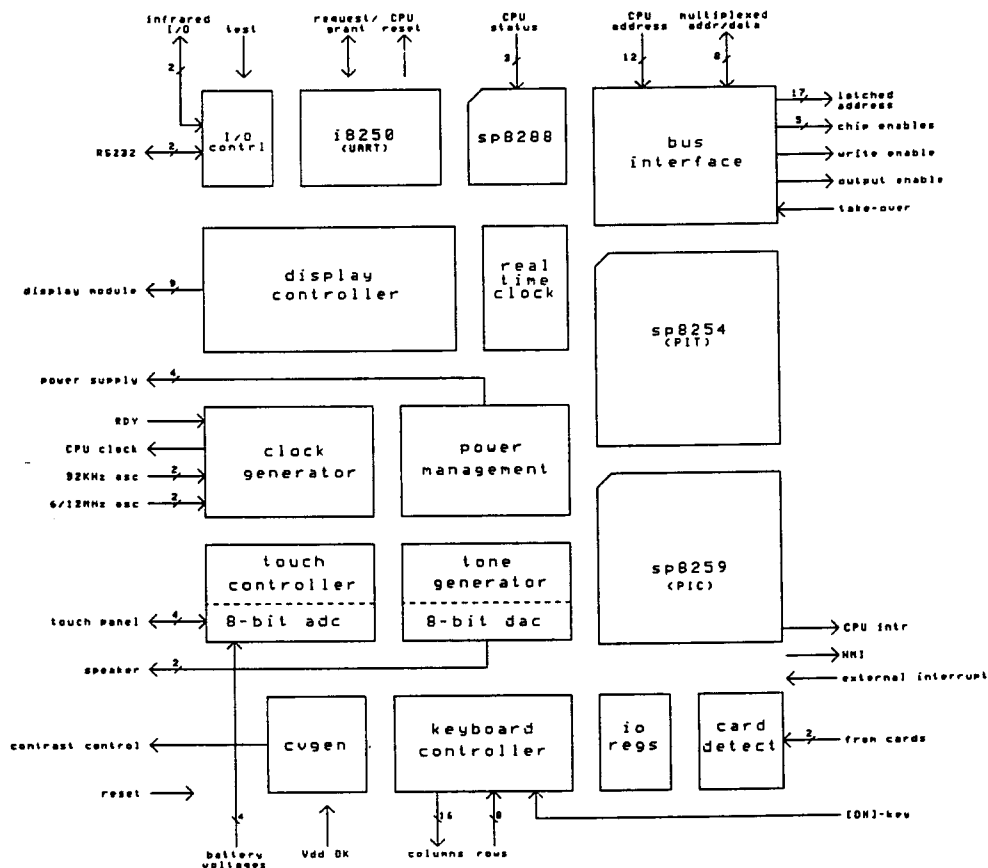 infrared
I/O
test
request/
grant
CPU
reset
CPU
status
CPU
address
multiplexed
addr/data
2
3
12
8
I/O
contrl
i8250
(UART)
sp8288
bus
interface
17
latched
address
5
chip enables
write enable
output enable
take-over
RS232
2
display
controller
real
time
clock
display module
9
sp8254
(PIT)
power supply
4
RDY
CPU clock
32KHz osc
2
6/12MHz osc
2
clock
generator
power
management
sp8259
(PIC)
touch
controller
8-bit adc
tone
generator
8-bit dac
touch panel
4
speaker
2
CPU intr
NMI
external interrupt
contrast control
cvgen
keyboard
controller
io
regs
card
detect
2
from cards
reset
4
16
8
[ON]-key
battery
voltages
Vdd OK
columns
rows